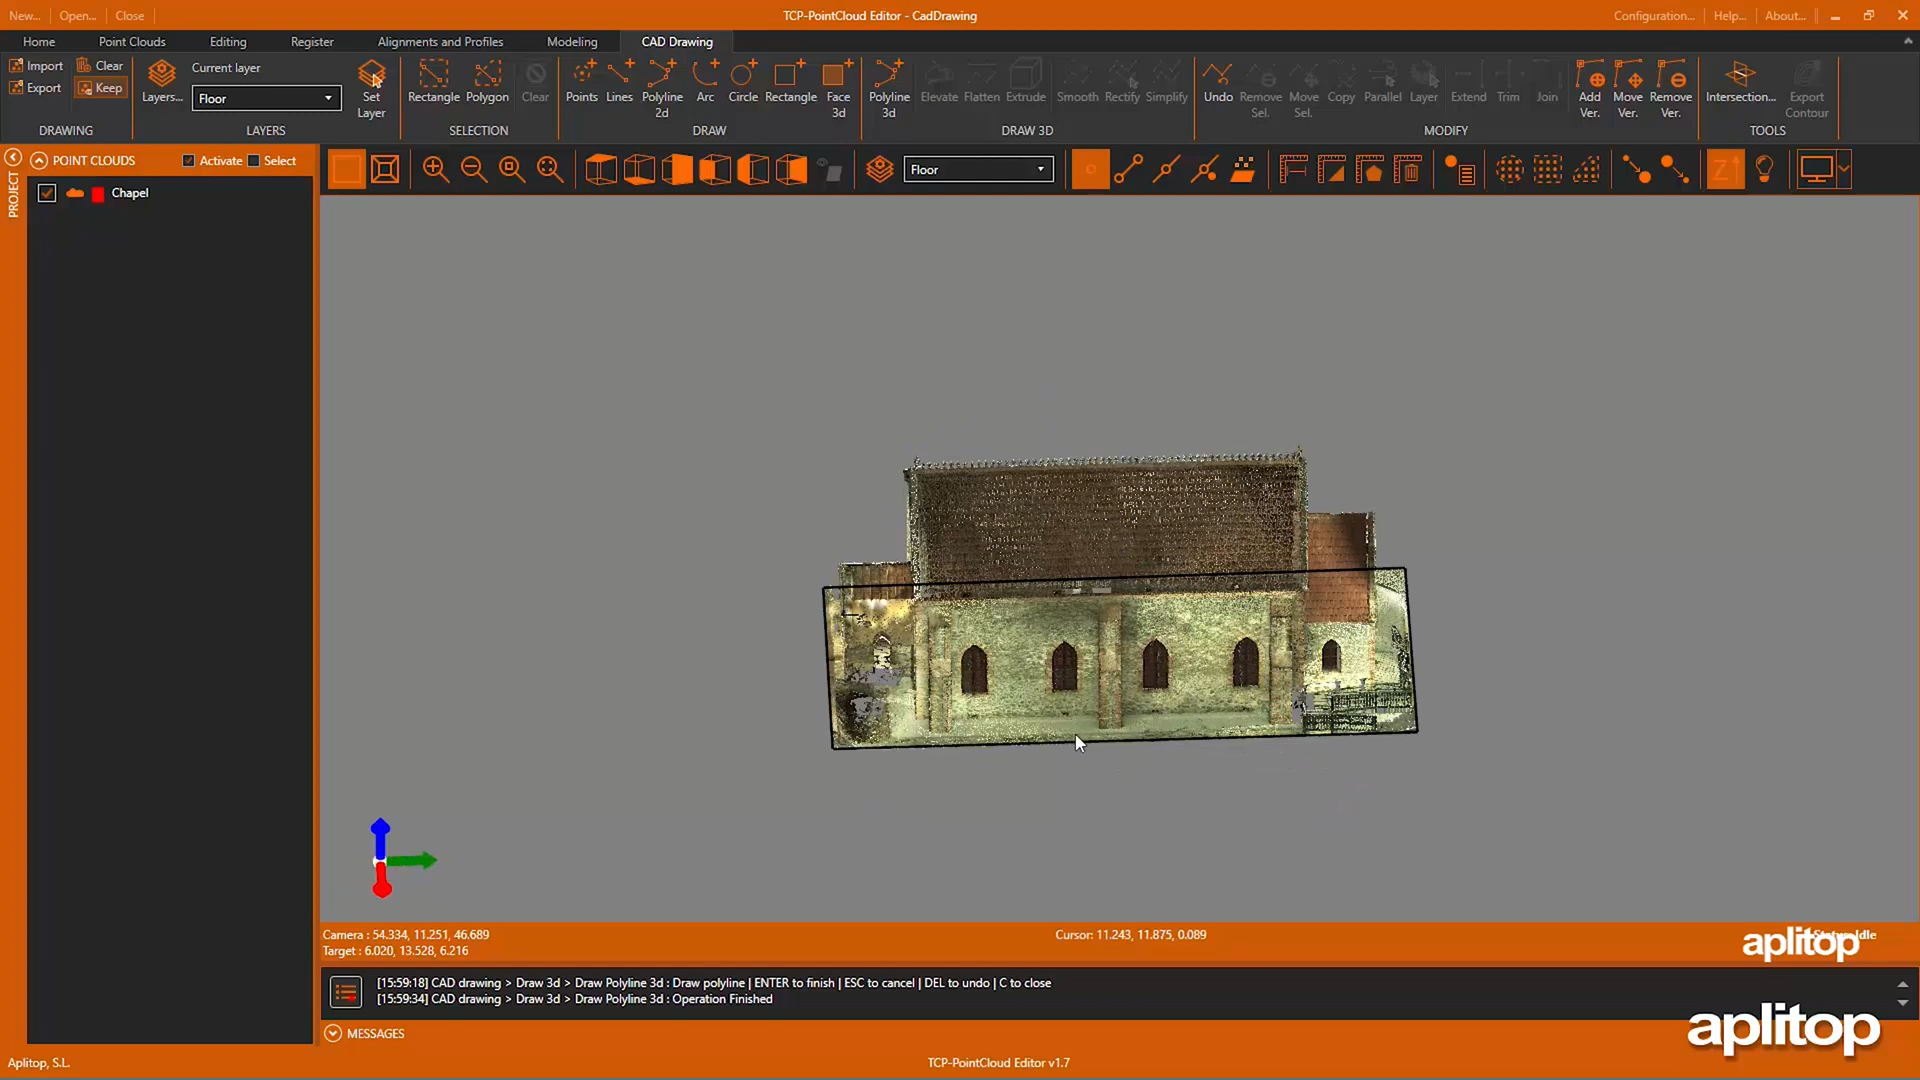 New...
Open...
Close
TCP-PointCloud Editor - CadDrawing
Configuration...
Help...
About...
Home
Point Clouds
Editing
Register
Alignments and Profiles
Modeling
CAD Drawing
Import
Clear
Export
Keep
DRAWING
Layers...
Current layer
Floor
Set Layer
LAYERS
Rectangle
Polygon
Clear
SELECTION
Points
Lines
Polyline 2d
Arc
Circle
Rectangle
Face 3d
DRAW
Polyline 3d
Elevate
Flatten
Extrude
Smooth
Rectify
Simplify
DRAW 3D
Undo
Remove Sel.
Move Sel.
Copy
Parallel
Layer
Extend
Trim
Join
Add Ver.
Move Ver.
Remove Ver.
MODIFY
Intersection...
Export Contour
TOOLS
PROJECT
POINT CLOUDS
Activate
Select
Floor
Z
Chapel
Camera : 54.334, 11.251, 46.689
Target : 6.020, 13.528, 6.216
Cursor: 11.243, 11.875, 0.089
aplitop
Idle
[15:59:18] CAD drawing > Draw 3d > Draw Polyline 3d : Draw polyline | ENTER to finish | ESC to cancel | DEL to undo | C to close
[15:59:34] CAD drawing > Draw 3d > Draw Polyline 3d : Operation Finished
MESSAGES
aplitop
Aplitop, S.L.
TCP-PointCloud Editor v1.7